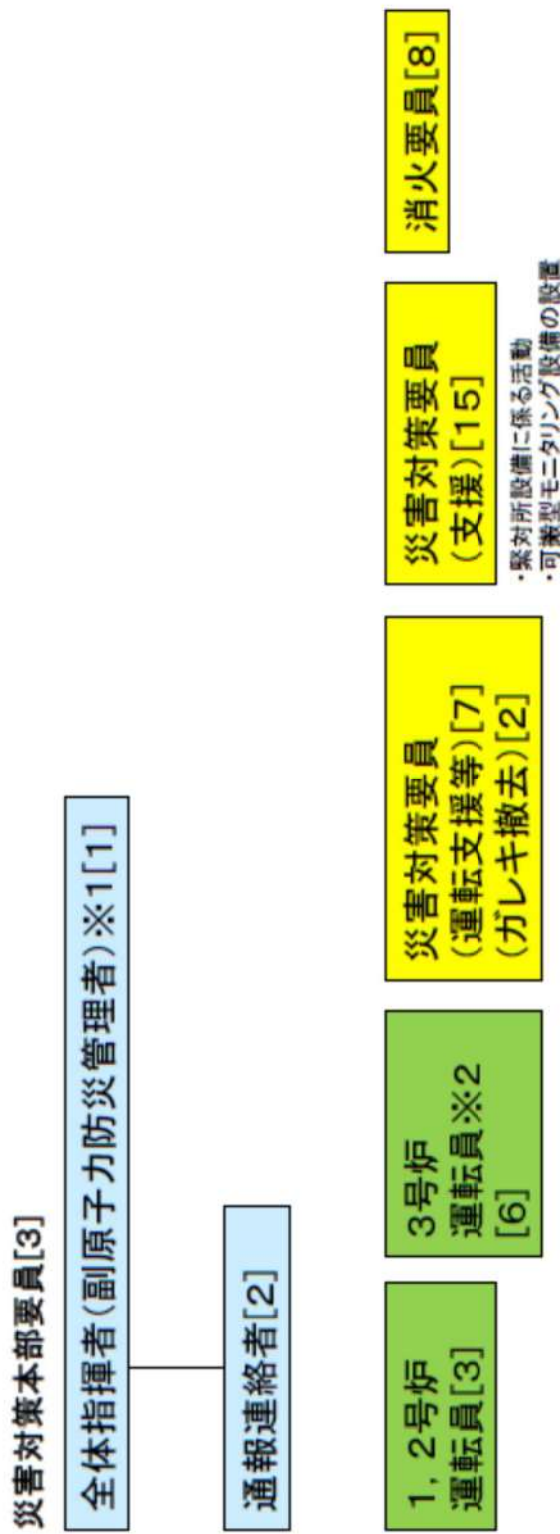 災害対策本部要員[3]
全体指揮者(副原子力防災管理者)※1[1]
通報連絡者[2]
1,2号炉
運転員[3]
3号炉
運転員※2
[6]
災害対策要員
(運転支援等)[7]
(ガレキ撤去)[2]
災害対策要員
(支援)[15]
・緊対所設備に係る活動
・可搬型モニタリング設備の設置
消火要員[8]